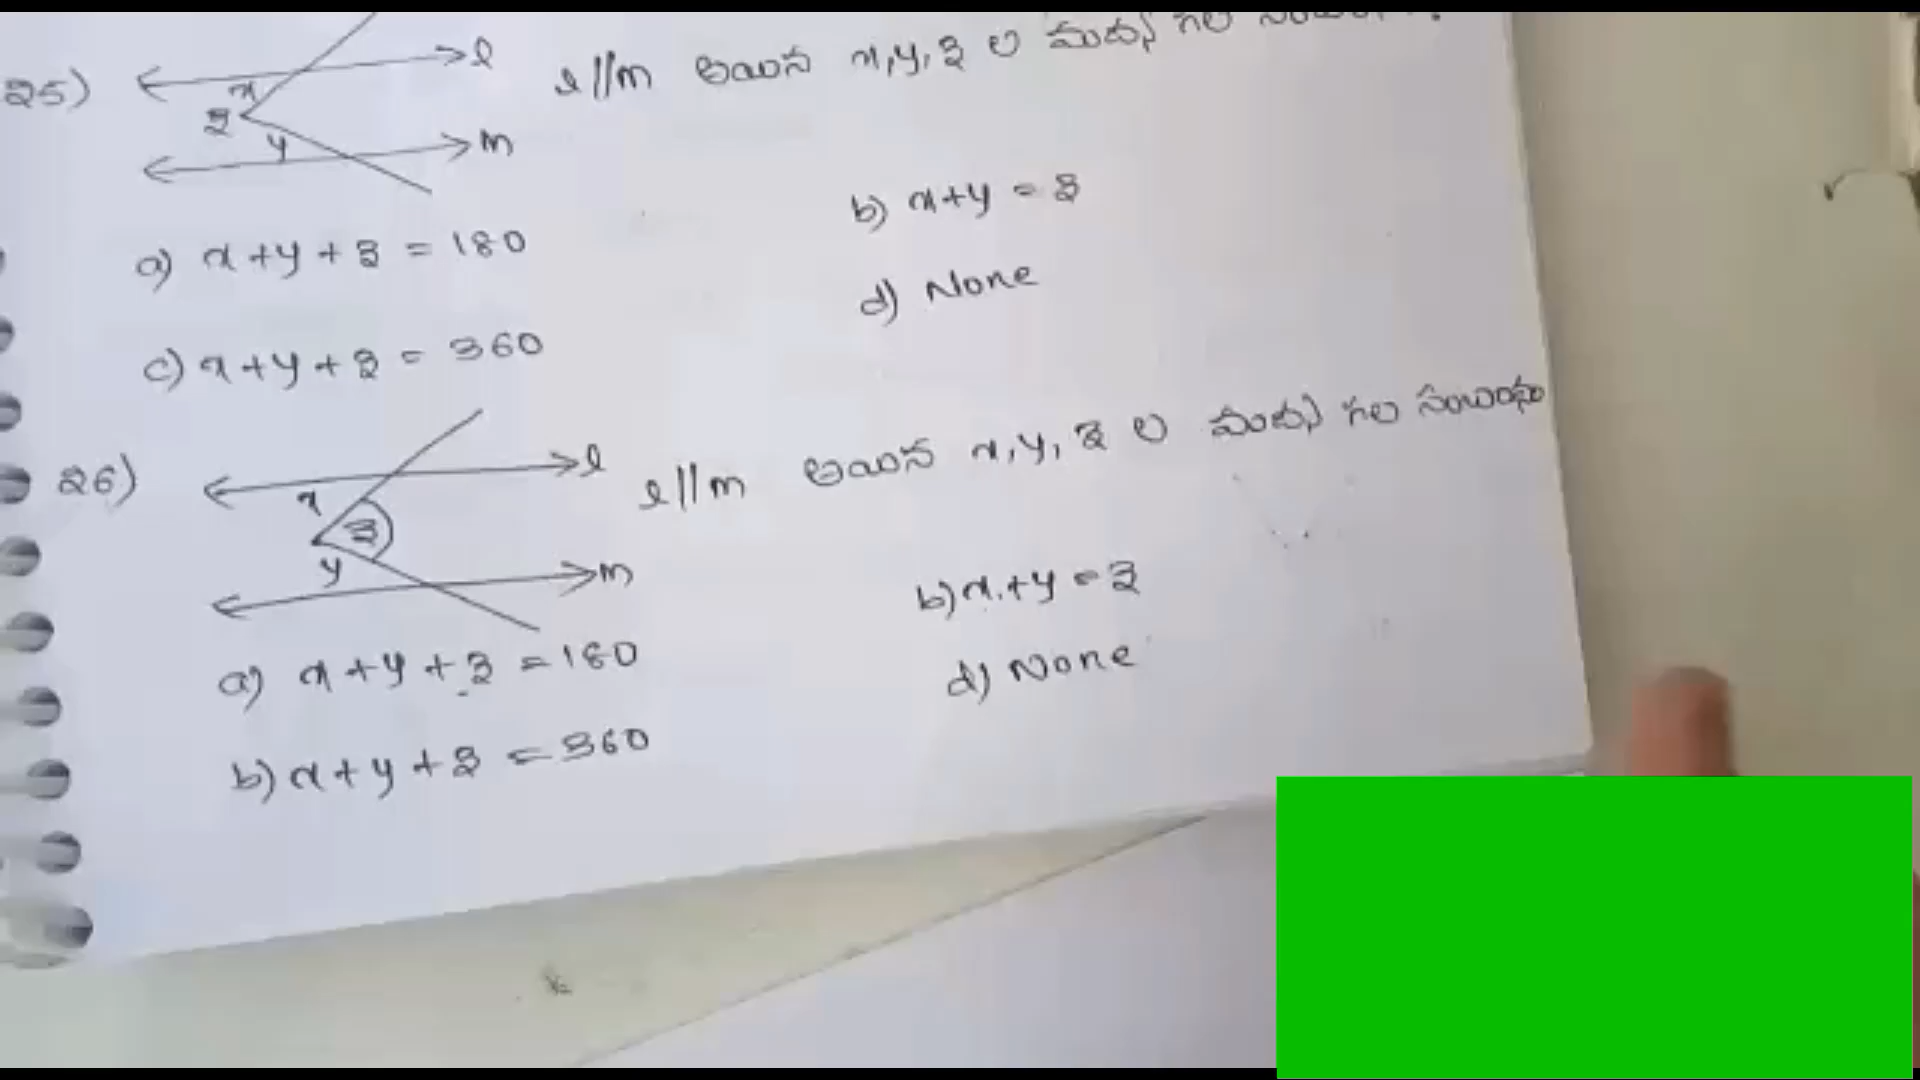 25) l x z y m l//m అయిన x, y, z ల మధ్య గల
a) x+y+z = 180 b) x+y = z
c) x+y+z = 360 d) None
26) l x z y m l//m అయిన x, y, z ల మధ్య గల సంబంధం
a) x+y+z = 180 b) x+y = z
b) x+y+z = 360 d) None